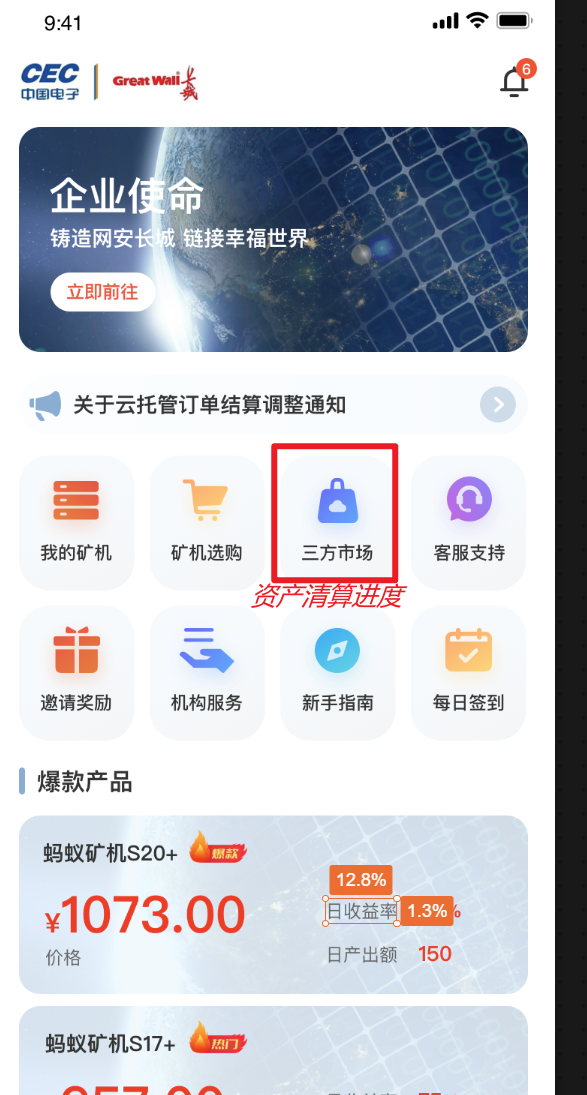 9:41
CEC
中国电子
Great Wall 长城
6
企业使命
铸造网安长城 链接幸福世界
立即前往
关于云托管订单结算调整通知
我的矿机
矿机选购
三方市场
客服支持
资产清算进度
邀请奖励
机构服务
新手指南
每日签到
爆款产品
蚂蚁矿机S20+ 爆款
12.8%
¥1073.00
日收益率 1.3% %
价格
日产出额 150
蚂蚁矿机S17+ 热门